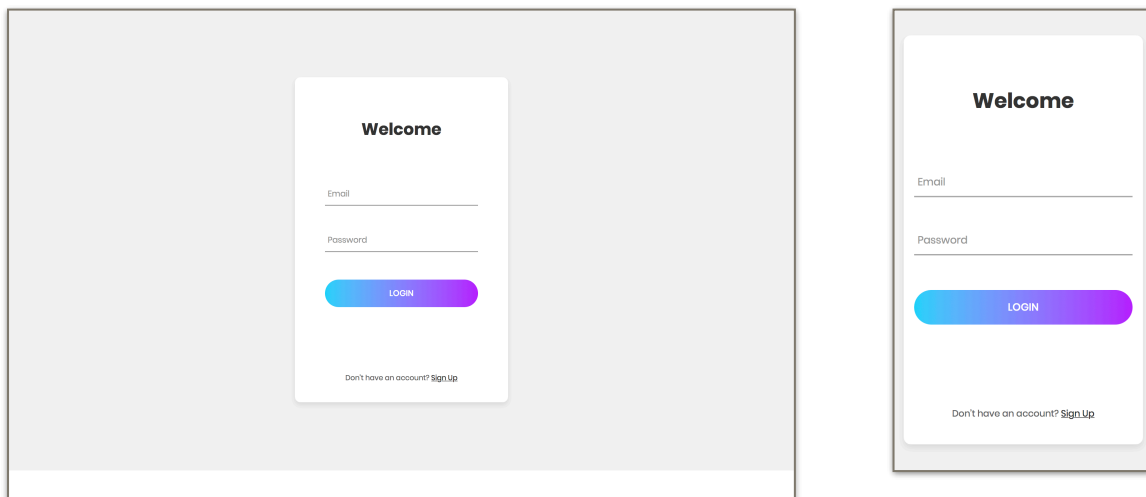 Welcome
Email
Password
LOGIN
Don't have an account? Sign Up
Welcome
Email
Password
LOGIN
Don't have an account? Sign Up